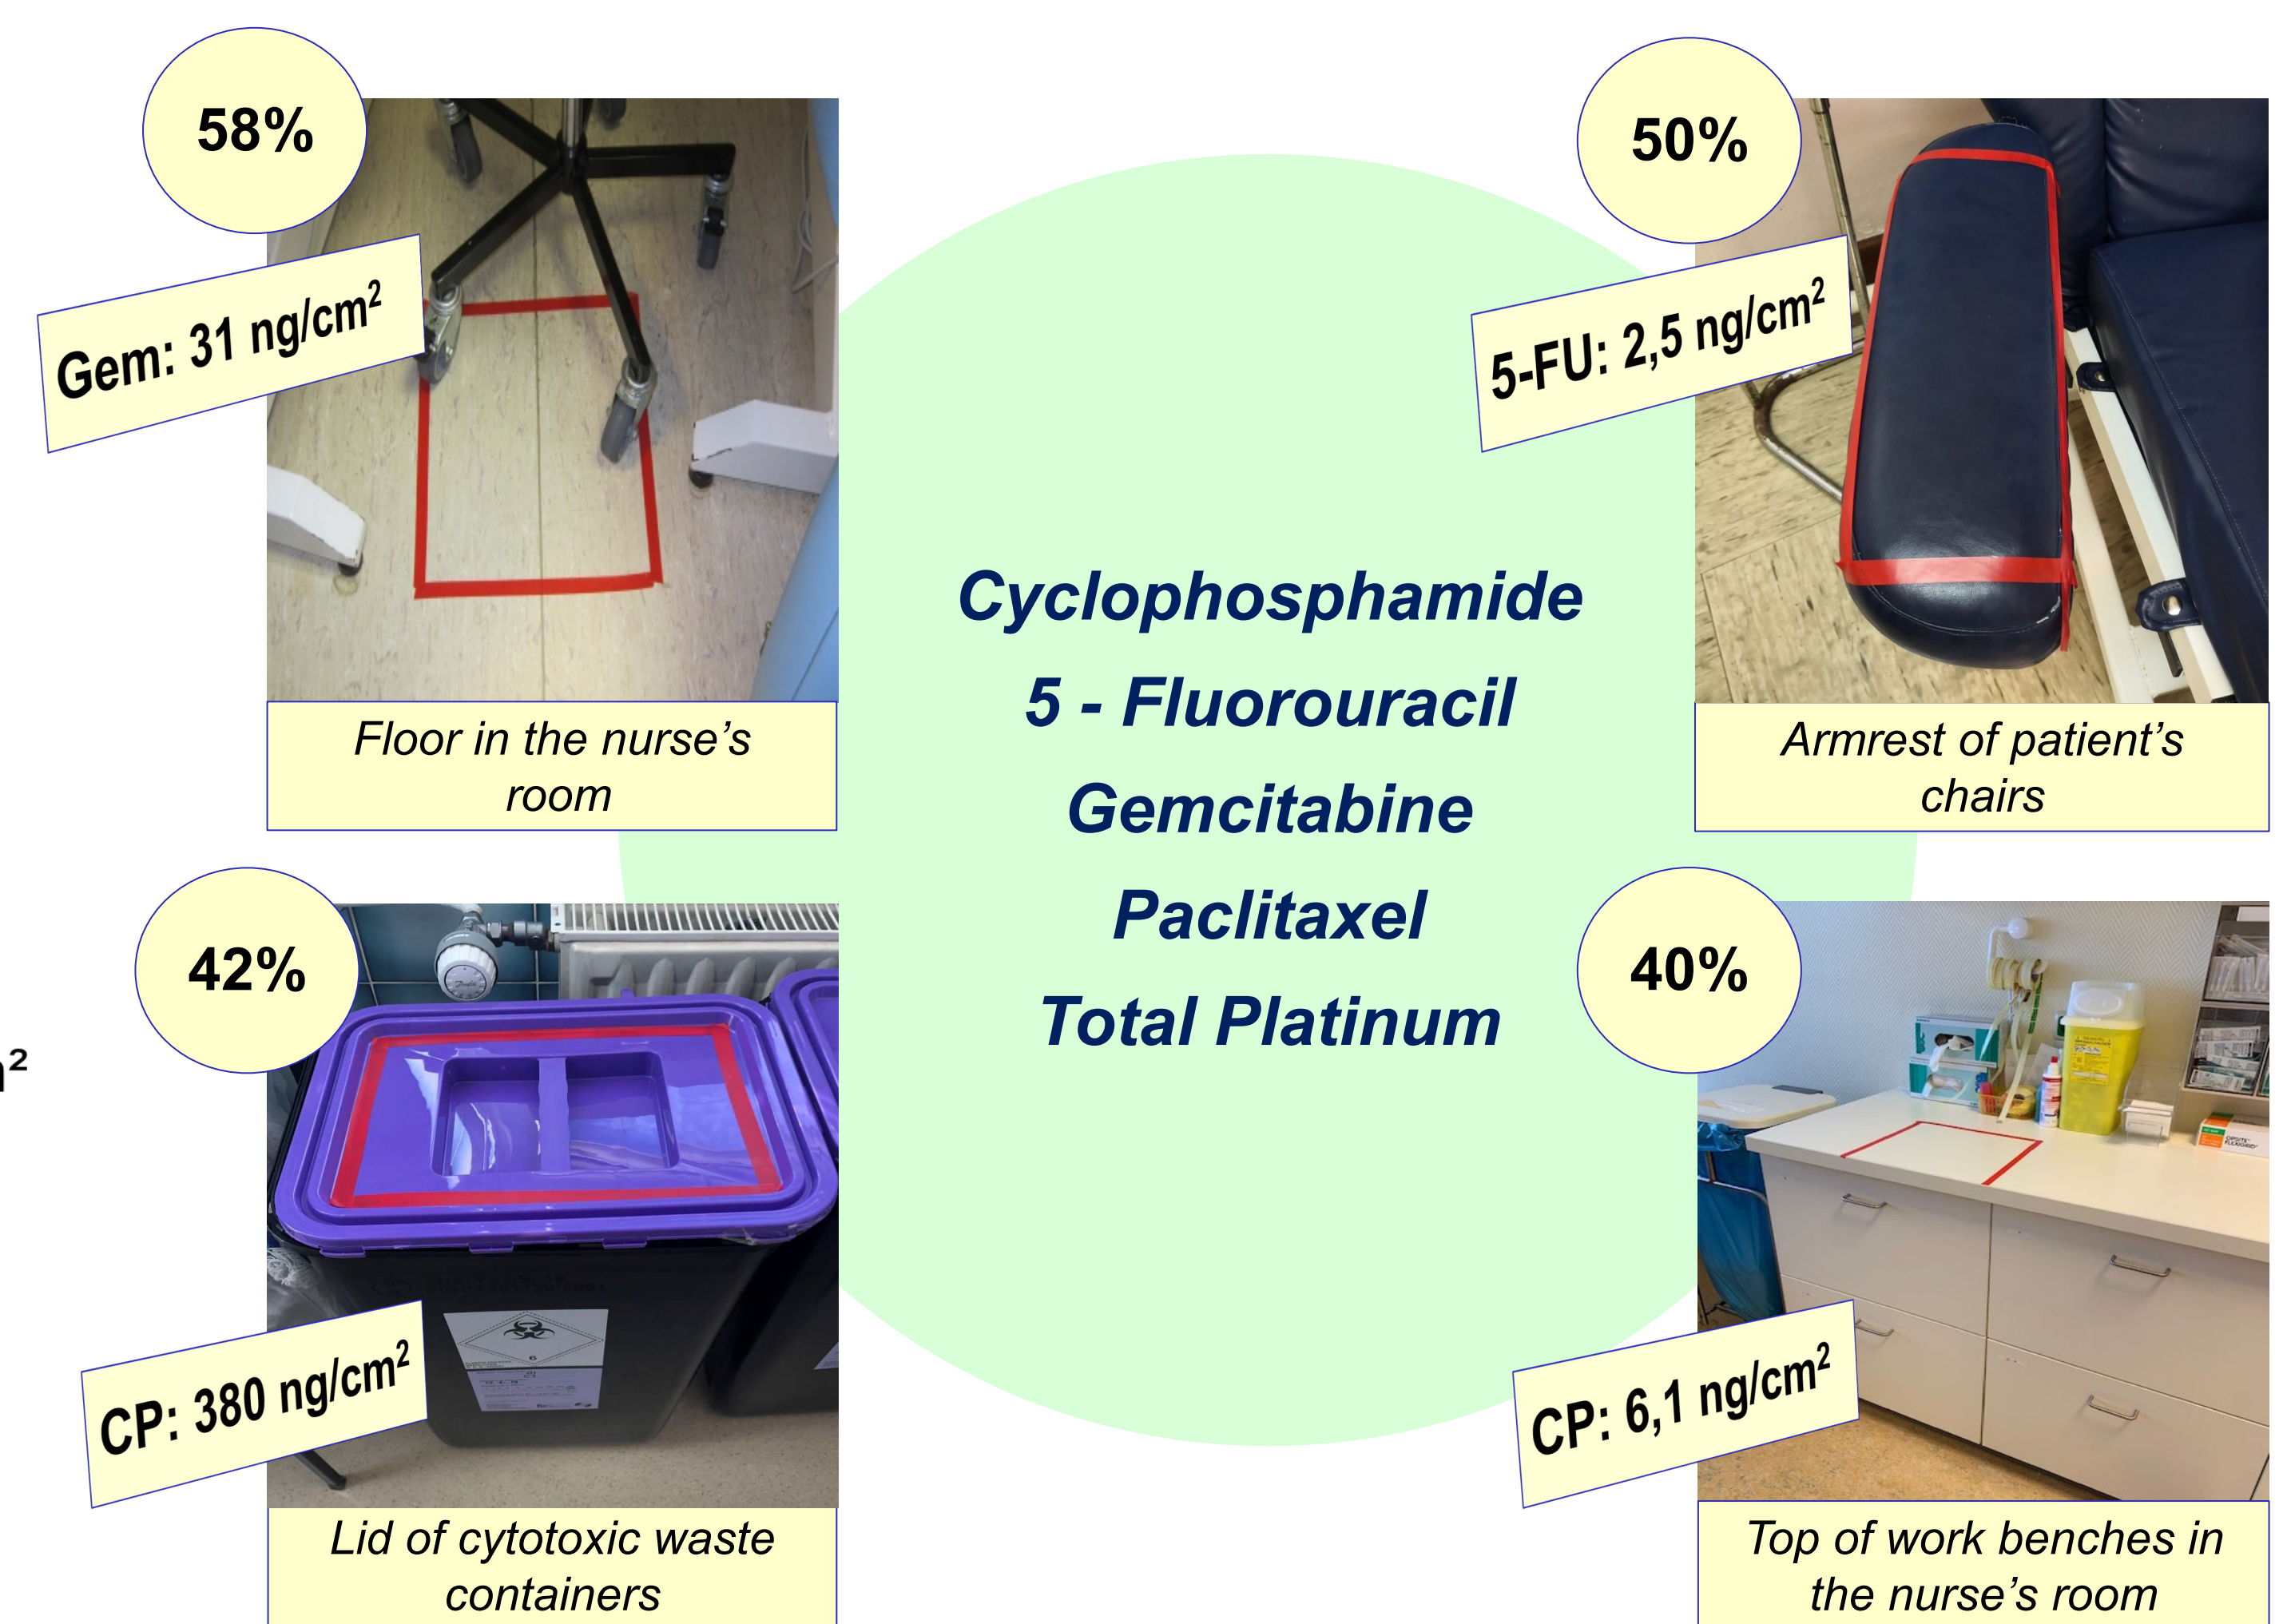 58%
Gem: 31 ng/cm²
Floor in the nurse's
room
50%
5-FU: 2,5 ng/cm²
Armrest of patient's
chairs
Cyclophosphamide
5 - Fluorouracil
Gemcitabine
Paclitaxel
Total Platinum
42%
CP: 380 ng/cm²
Lid of cytotoxic waste
containers
40%
CP: 6,1 ng/cm²
OPSITE
FLEXIGRID
Top of work benches in
the nurse's room